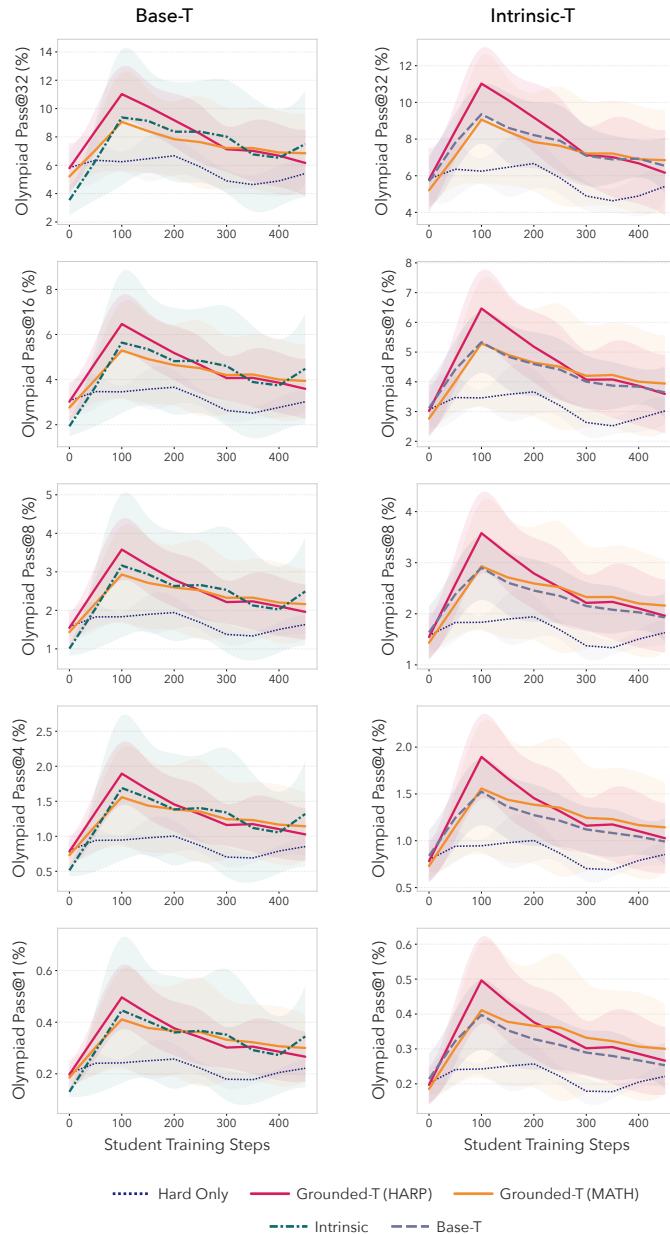 Base-T
Intrinsic-T
Olympiad Pass@32 (%)
14
12
10
8
6
4
2
0 100 200 300 400
Olympiad Pass@32 (%)
12
10
8
6
4
0 100 200 300 400
Olympiad Pass@16 (%)
8
6
4
2
0 100 200 300 400
Olympiad Pass@16 (%)
8
7
6
5
4
3
2
0 100 200 300 400
Olympiad Pass@8 (%)
5
4
3
2
1
0 100 200 300 400
Olympiad Pass@8 (%)
4
3
2
1
0 100 200 300 400
Olympiad Pass@4 (%)
2.5
2.0
1.5
1.0
0.5
0 100 200 300 400
Olympiad Pass@4 (%)
2.0
1.5
1.0
0.5
0 100 200 300 400
Olympiad Pass@1 (%)
0.6
0.4
0.2
0 100 200 300 400
Student Training Steps
Olympiad Pass@1 (%)
0.6
0.5
0.4
0.3
0.2
0 100 200 300 400
Student Training Steps
Hard Only Grounded-T (HARP) Grounded-T (MATH)
Intrinsic Base-T